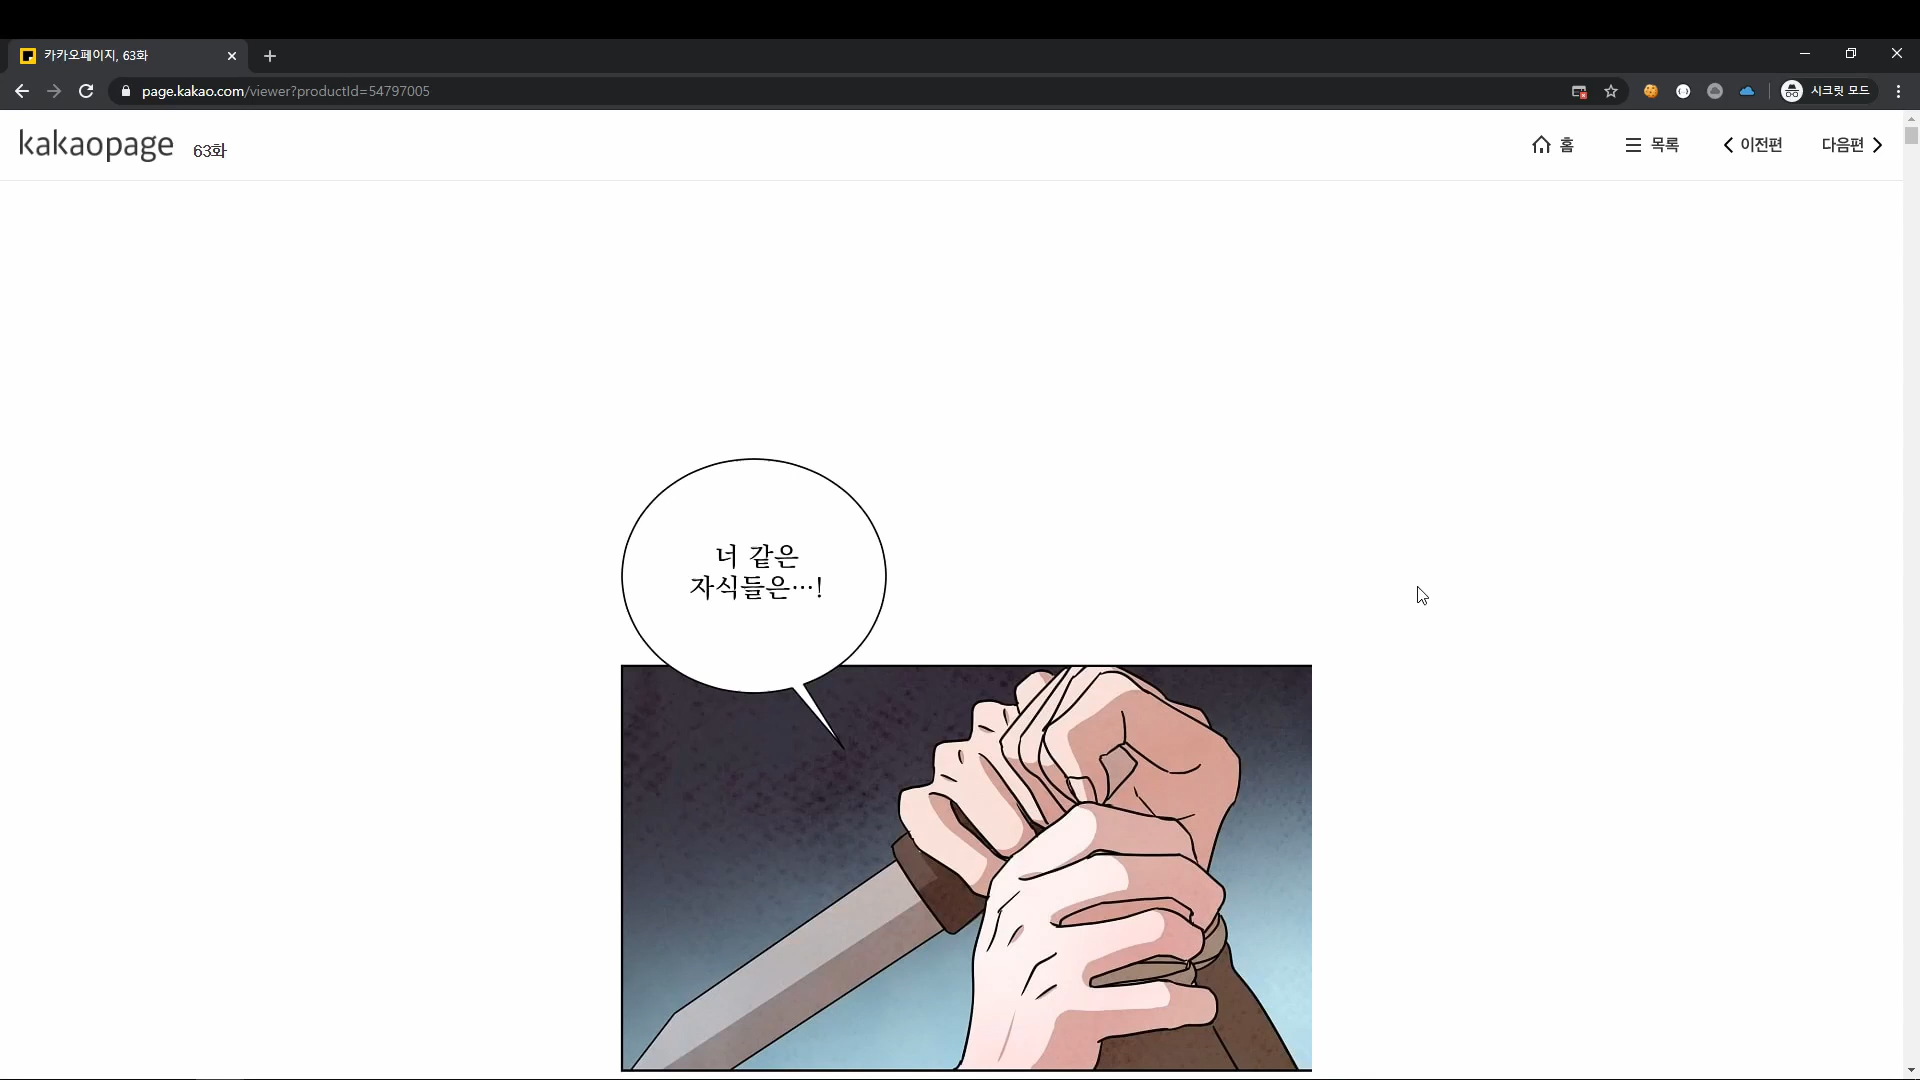 카카오페이지, 63화
page.kakao.com/viewer?productId=54797005
시크릿 모드
kakaopage 63화
홈
목록
이전편
다음편
너 같은
자식들은…!